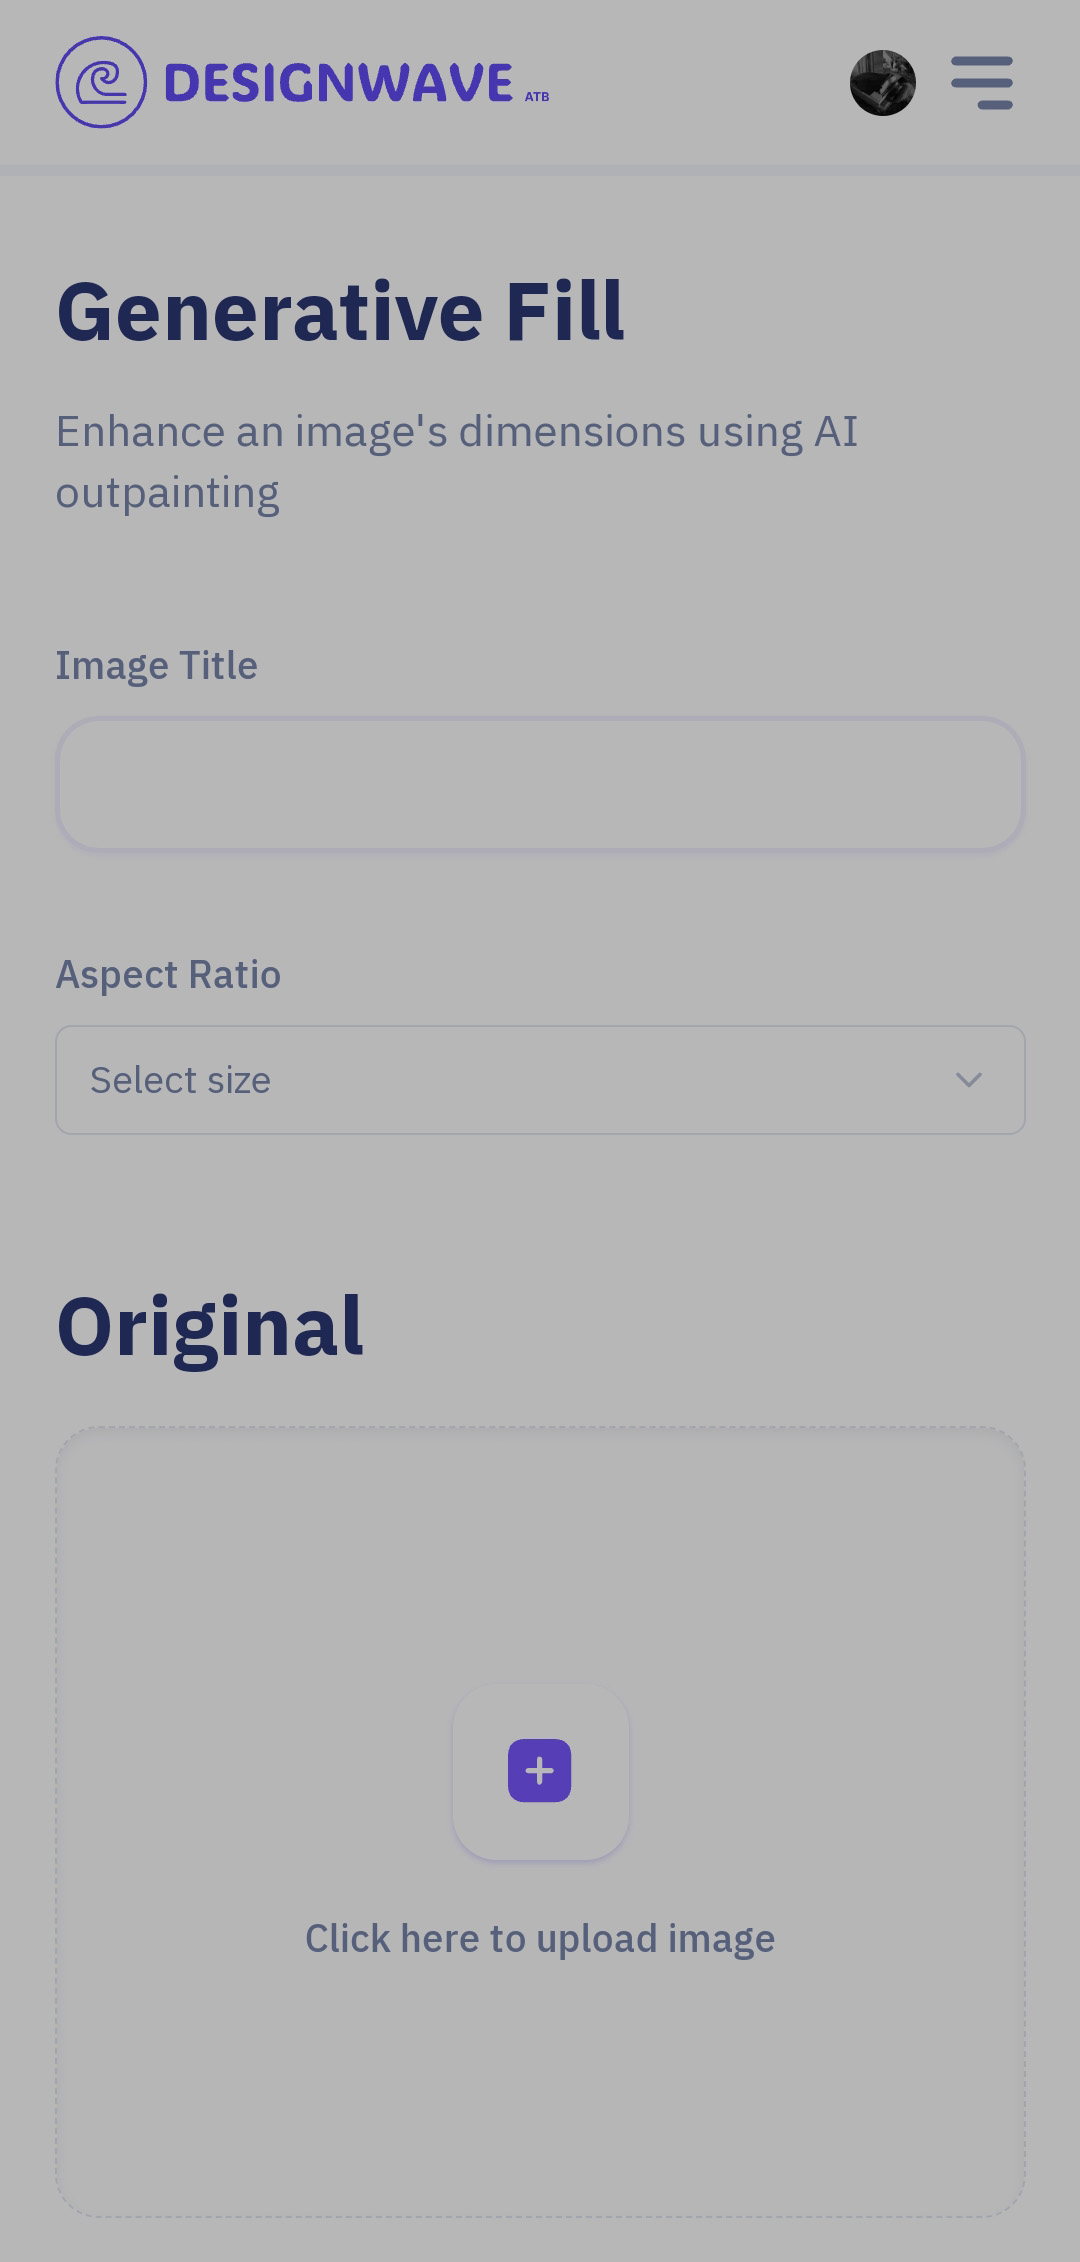 DESIGNWAVE ATB
Generative Fill
Enhance an image's dimensions using AI
outpainting
Image Title
Aspect Ratio
Select size
Original
Click here to upload image